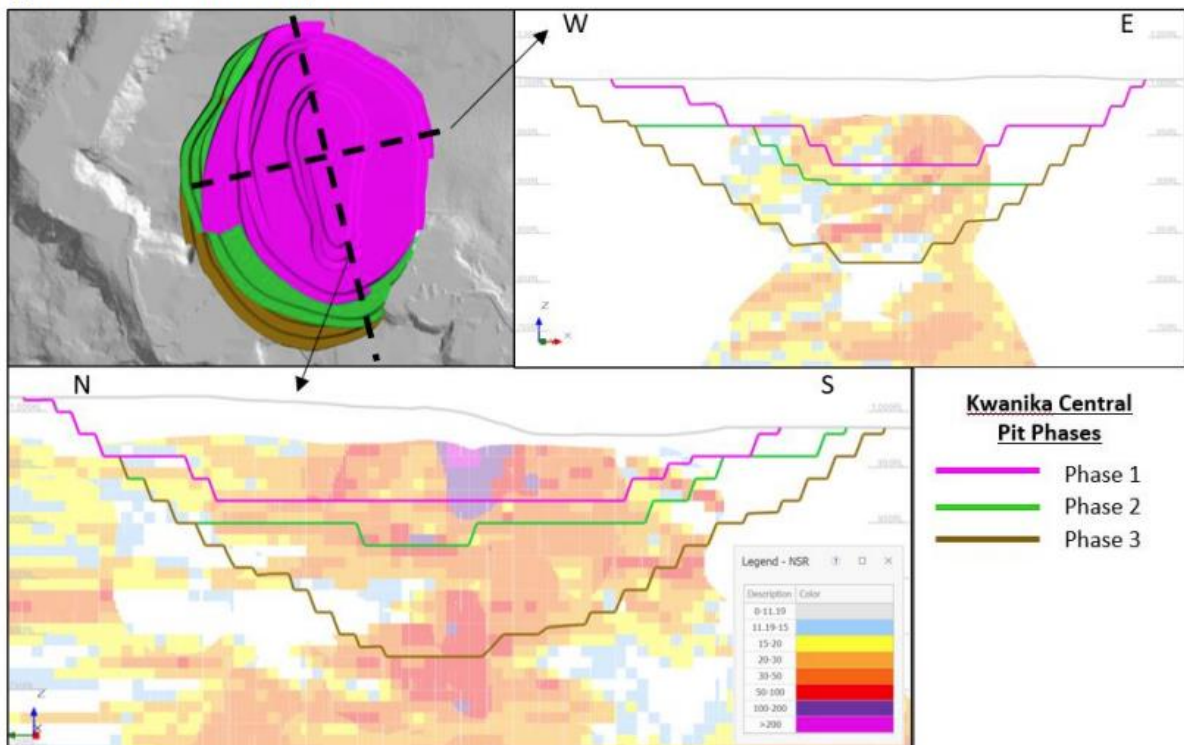 W
E
Z
X
N
S
Kwanika Central
Pit Phases
Phase 1
Phase 2
Phase 3
Legend - NSR
Description Color
0-11.19
11.19-15
15-20
20-30
30-50
50-100
100-200
>200
Z